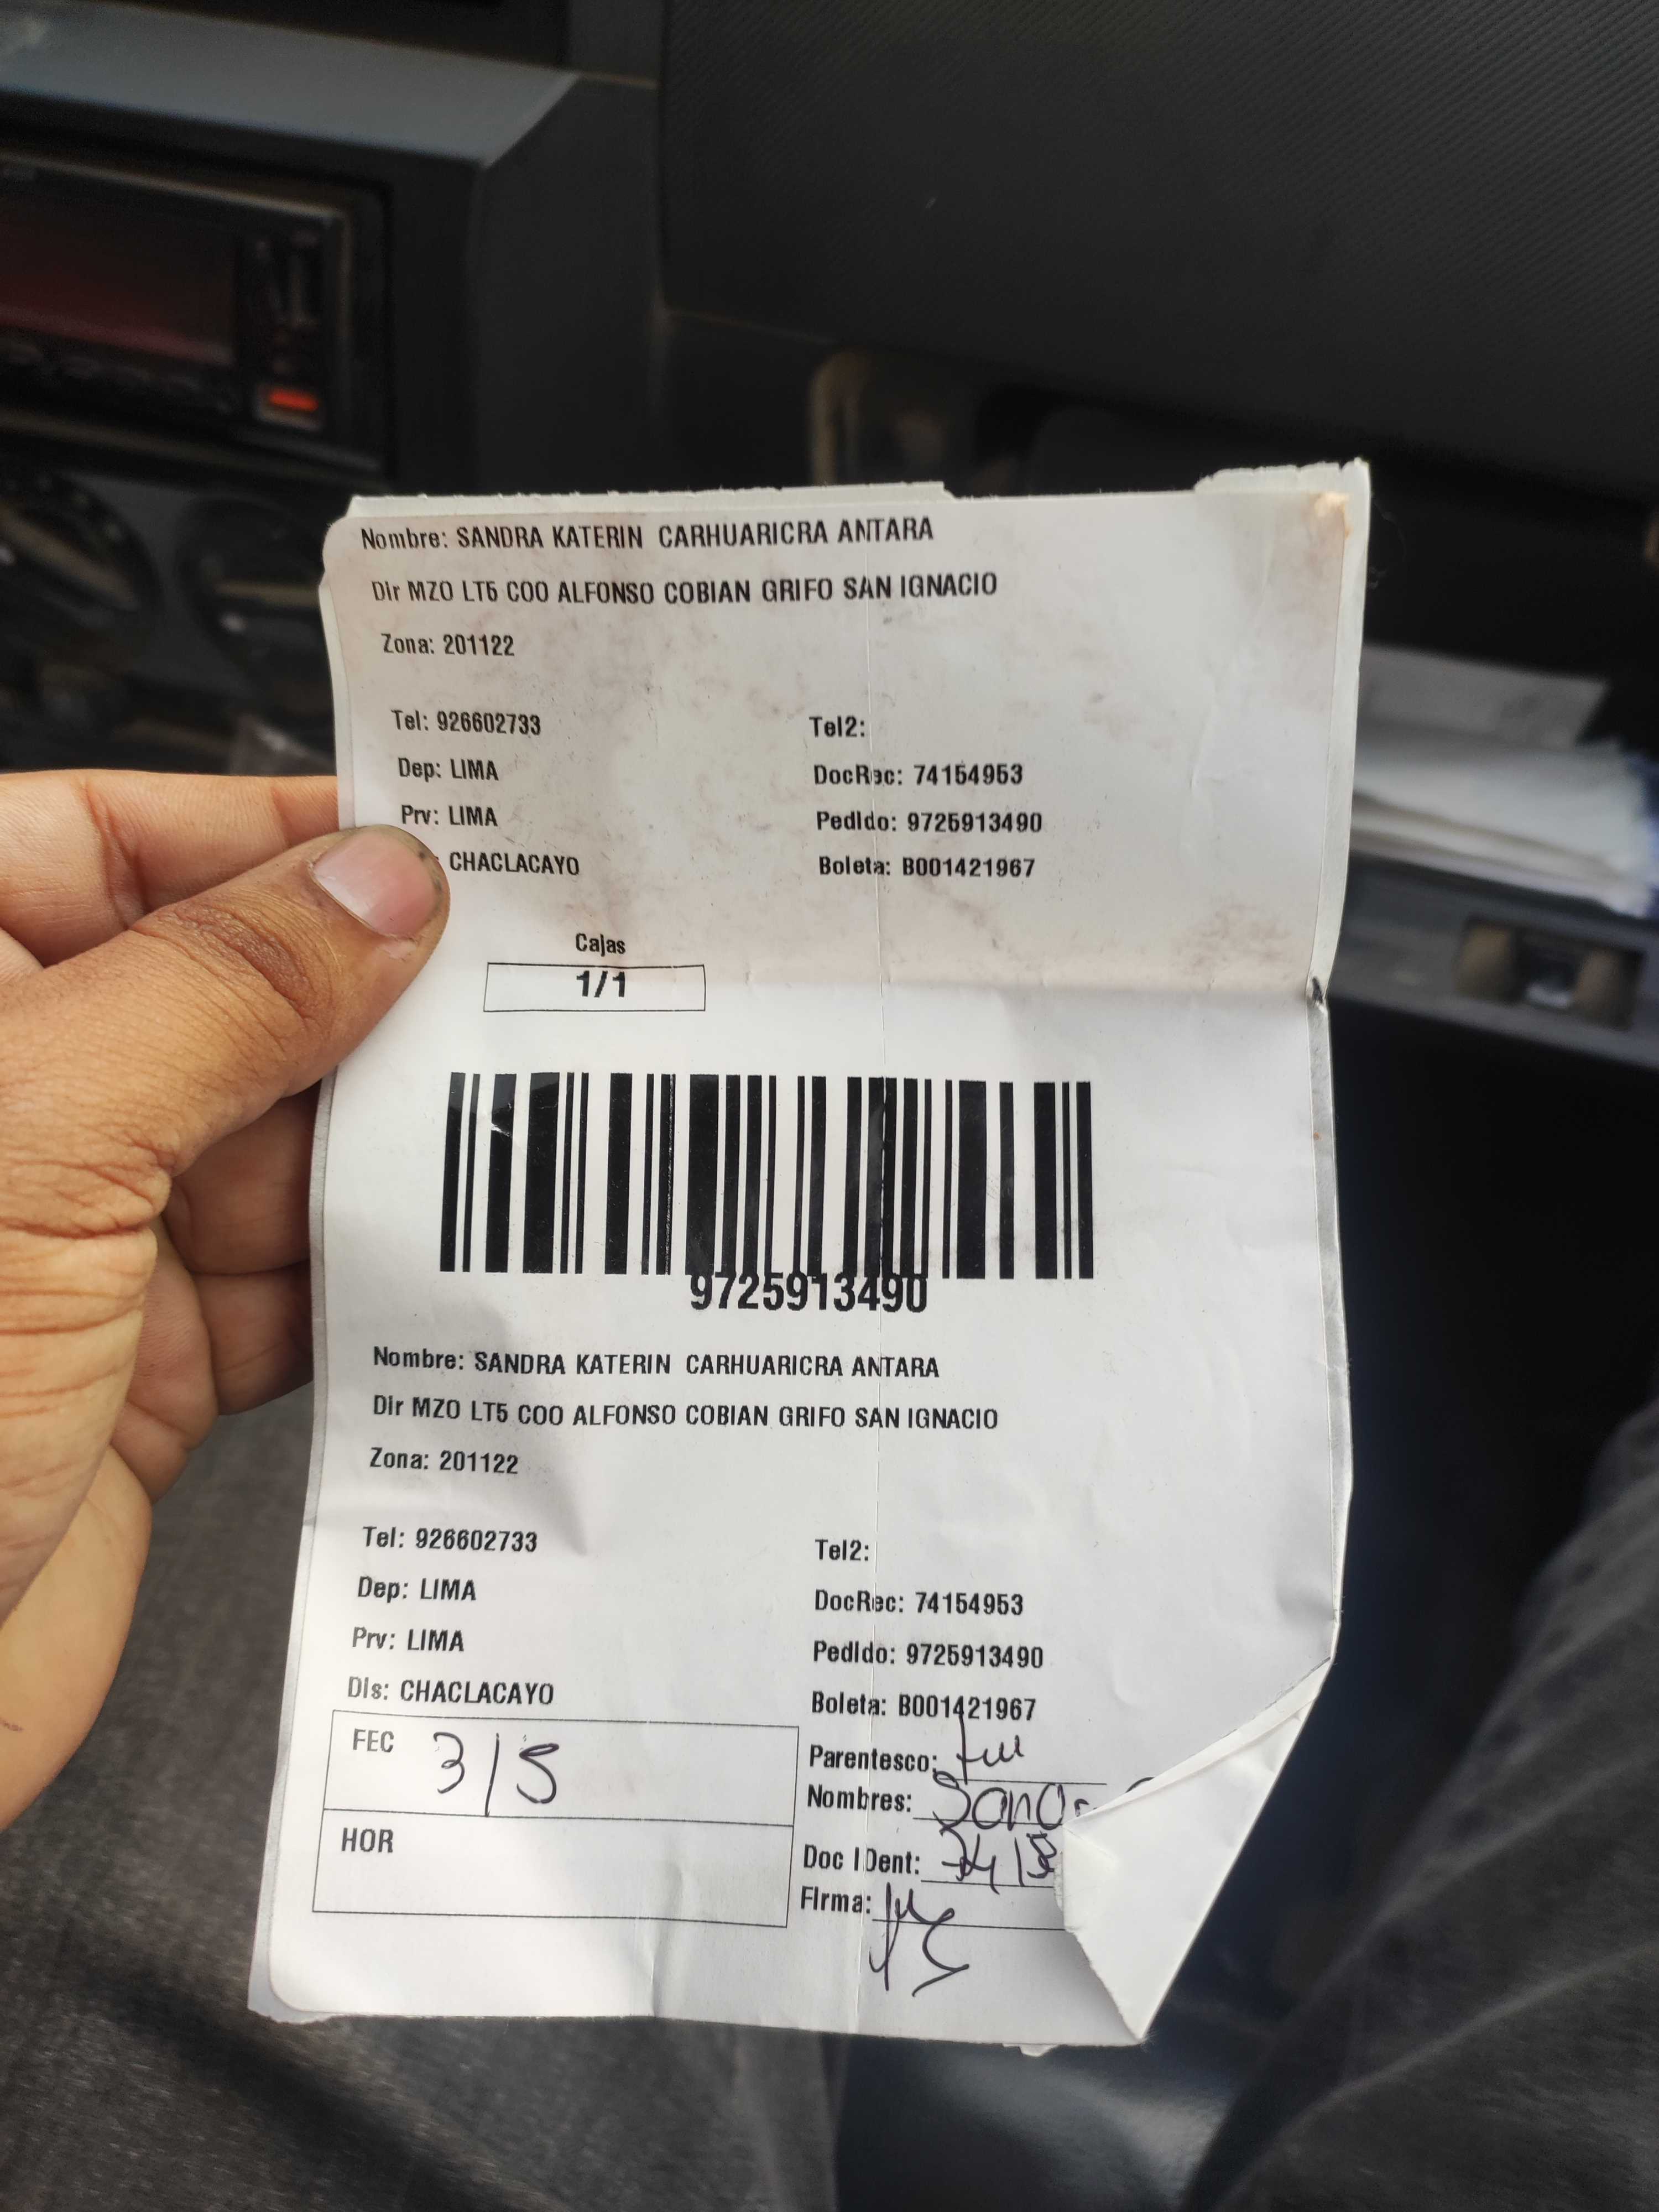 Nombre: SANDRA KATERIN CARHUARICRA ANTARA
Dir MZO LT5 COO ALFONSO COBIAN GRIFO SAN IGNACIO
Zona: 201122
Tel: 926602733 Tel2:
Dep: LIMA DocRec: 74154953
Prv: LIMA Pedido: 9725913490
CHACLACAYO Boleta: B001421967
Cajas
1/1
9725913490
Nombre: SANDRA KATERIN CARHUARICRA ANTARA
Dir MZO LT5 COO ALFONSO COBIAN GRIFO SAN IGNACIO
Zona: 201122
Tel: 926602733 Tel2:
Dep: LIMA DocRec: 74154953
Prv: LIMA Pedido: 9725913490
Dis: CHACLACAYO Boleta: B001421967
FEC 3/5 Parentesco:
Nombres:
HOR Doc IDent:
Firma: